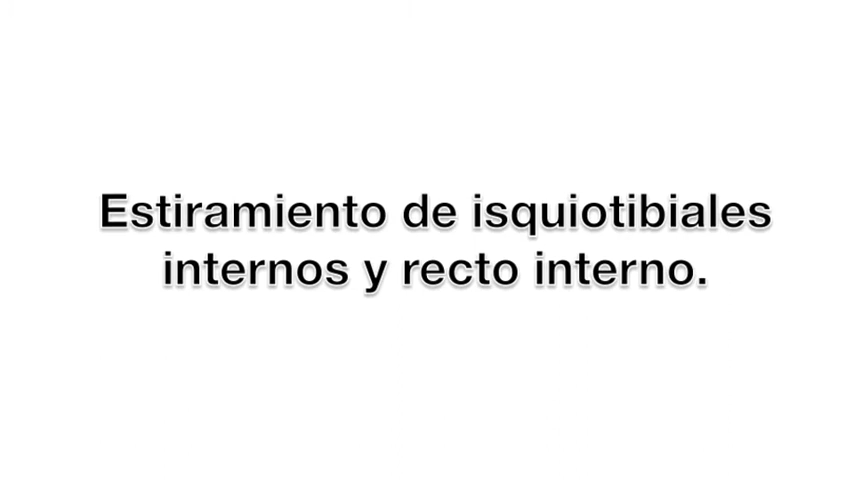 Estiramiento de isquiotibiales
internos y recto interno.